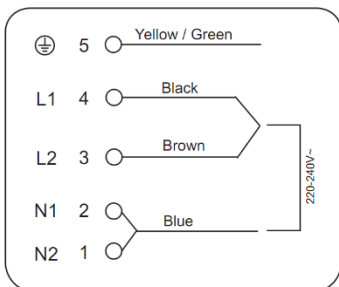 5 Yellow / Green
L1 4 Black
L2 3 Brown
N1 2
Blue
N2 1
220-240V~